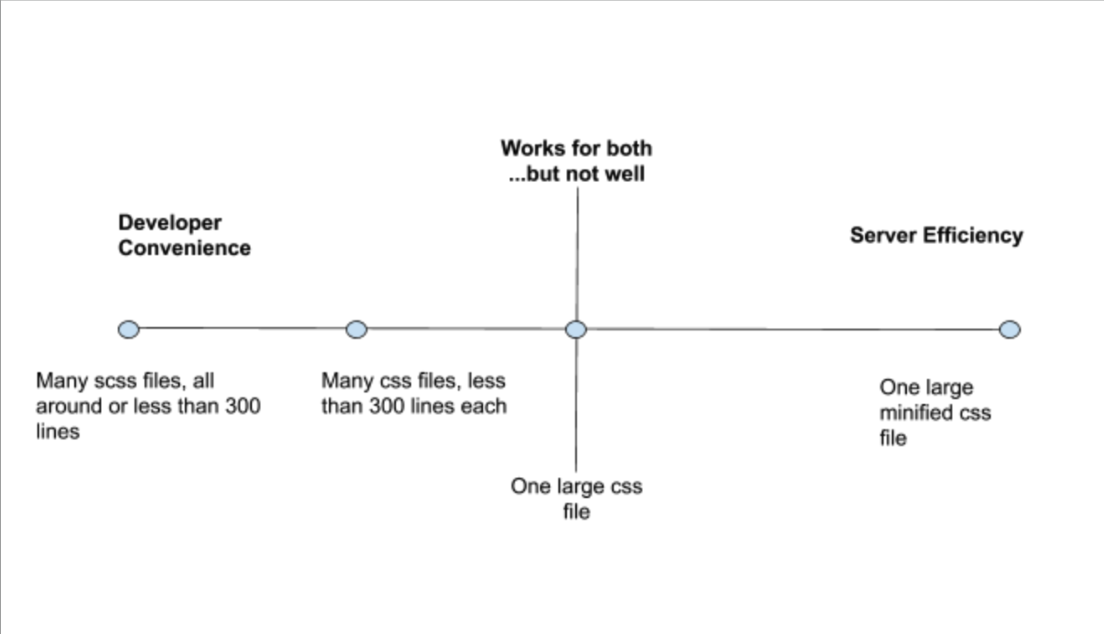 Works for both
...but not well
Developer
Convenience
Server Efficiency
Many scss files, all
around or less than 300
lines
Many css files, less
than 300 lines each
One large
minified css
file
One large css
file